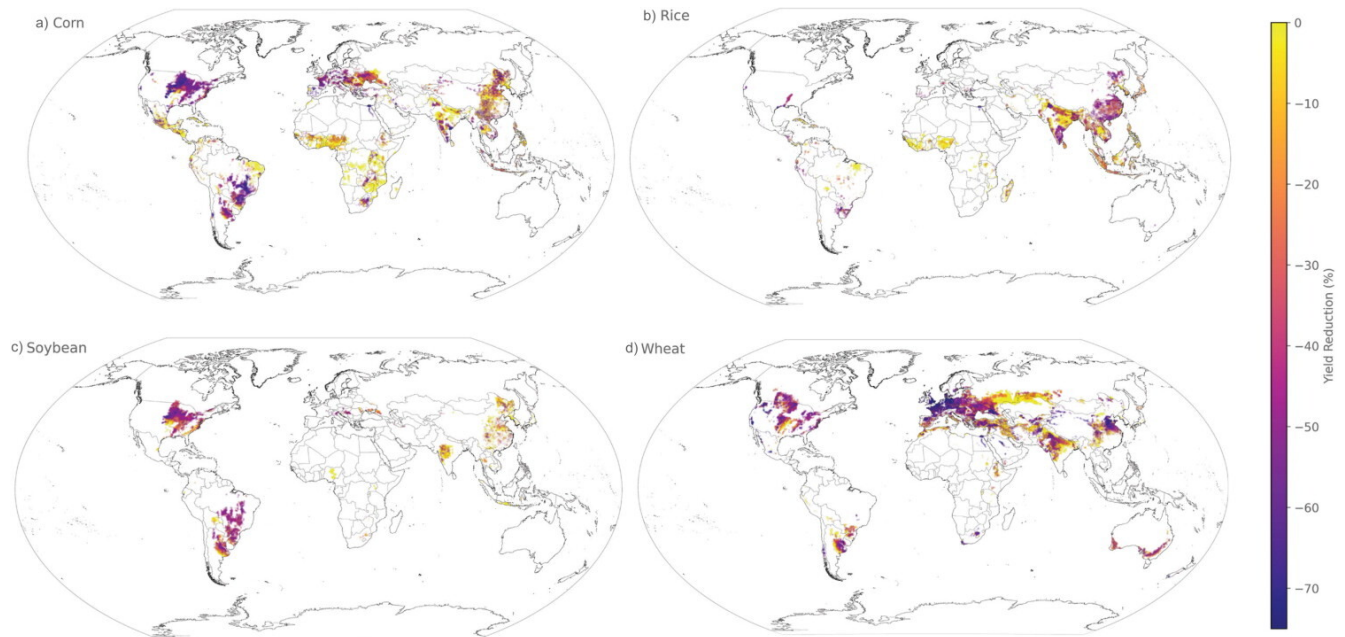 a) Corn
b) Rice
c) Soybean
d) Wheat
0
−10
−20
−30
−40
−50
−60
−70
Yield Reduction (%)